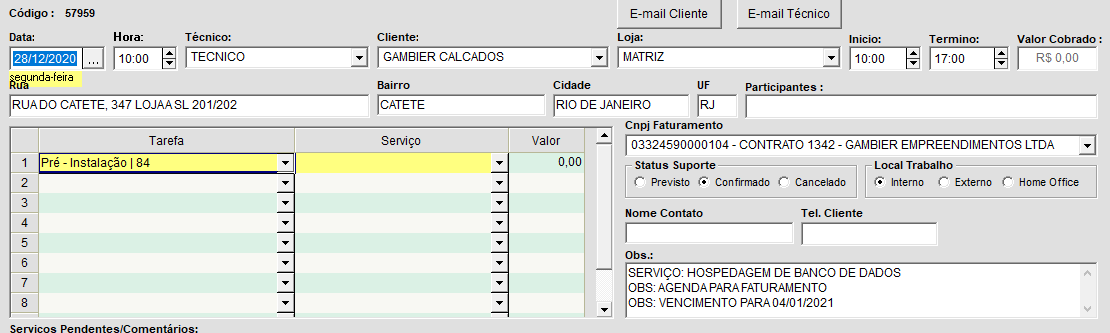 Código : 57959
E-mail Cliente
E-mail Técnico
Data:
Hora:
Técnico:
Cliente:
Loja:
Inicio:
Termino:
Valor Cobrado :
28/12/2020
...
10:00
TECNICO
GAMBIER CALCADOS
MATRIZ
10:00
17:00
R$ 0,00
segunda-feira
Rua
Bairro
Cidade
UF
Participantes :
RUA DO CATETE, 347 LOJAA SL 201/202
CATETE
RIO DE JANEIRO
RJ
Tarefa
Serviço
Valor
1
Pré - Instalação | 84
0,00
2
3
4
5
6
7
8
Cnpj Faturamento
03324590000104 - CONTRATO 1342 - GAMBIER EMPREENDIMENTOS LTDA
Status Suporte
Previsto
Confirmado
Cancelado
Local Trabalho
Interno
Externo
Home Office
Nome Contato
Tel. Cliente
Obs.:
SERVIÇO: HOSPEDAGEM DE BANCO DE DADOS
OBS: AGENDA PARA FATURAMENTO
OBS: VENCIMENTO PARA 04/01/2021
Serviços Pendentes/Comentários: